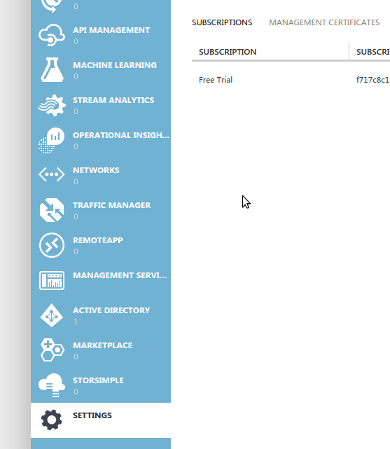 0
API MANAGEMENT
0
MACHINE LEARNING
0
STREAM ANALYTICS
0
OPERATIONAL INSIGH...
0
NETWORKS
0
TRAFFIC MANAGER
0
REMOTEAPP
0
MANAGEMENT SERVI...
ACTIVE DIRECTORY
1
MARKETPLACE
0
STORSIMPLE
0
SETTINGS
SUBSCRIPTIONS MANAGEMENT CERTIFICATES
SUBSCRIPTION SUBSCRI
Free Trial f717c8c1